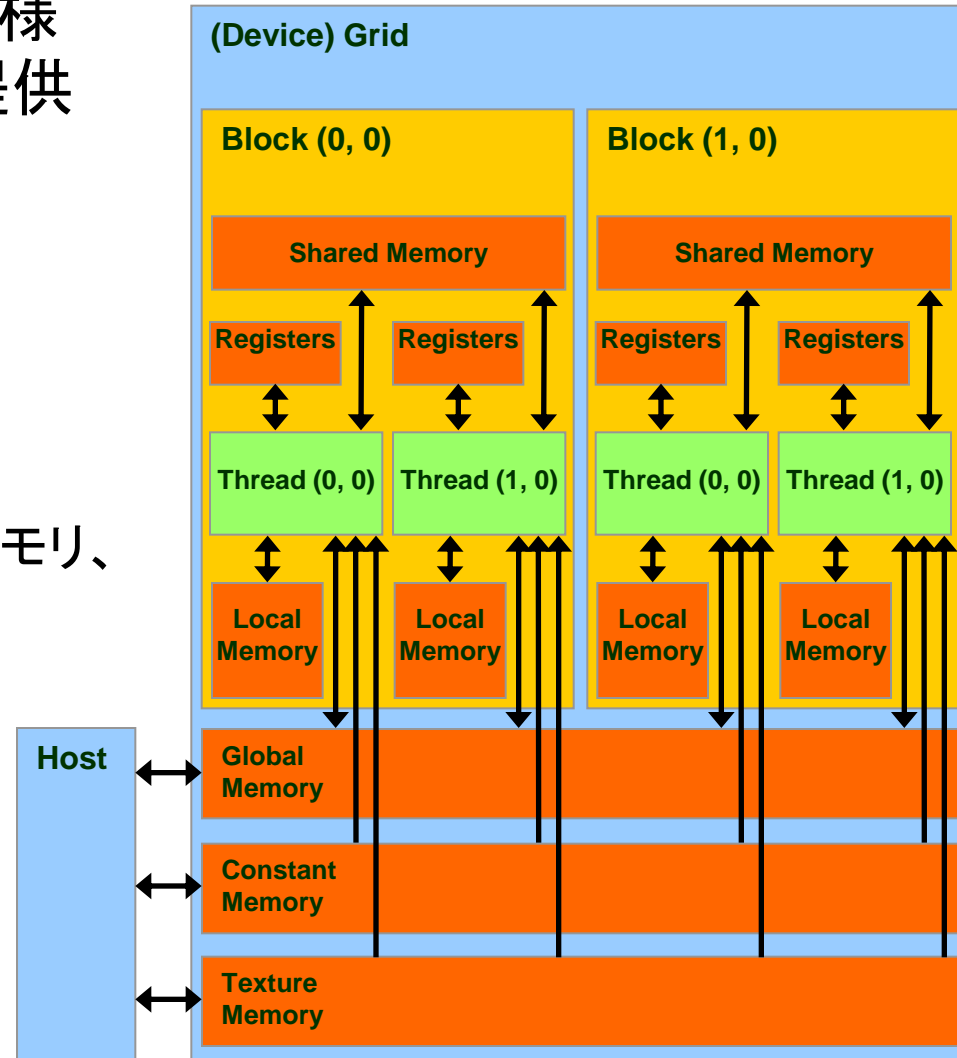 様
提供
モリ、
(Device) Grid
Block (0, 0)
Block (1, 0)
Shared Memory
Shared Memory
Registers
Registers
Registers
Registers
Thread (0, 0)
Thread (1, 0)
Thread (0, 0)
Thread (1, 0)
Local
Memory
Local
Memory
Local
Memory
Local
Memory
Host
Global
Memory
Constant
Memory
Texture
Memory